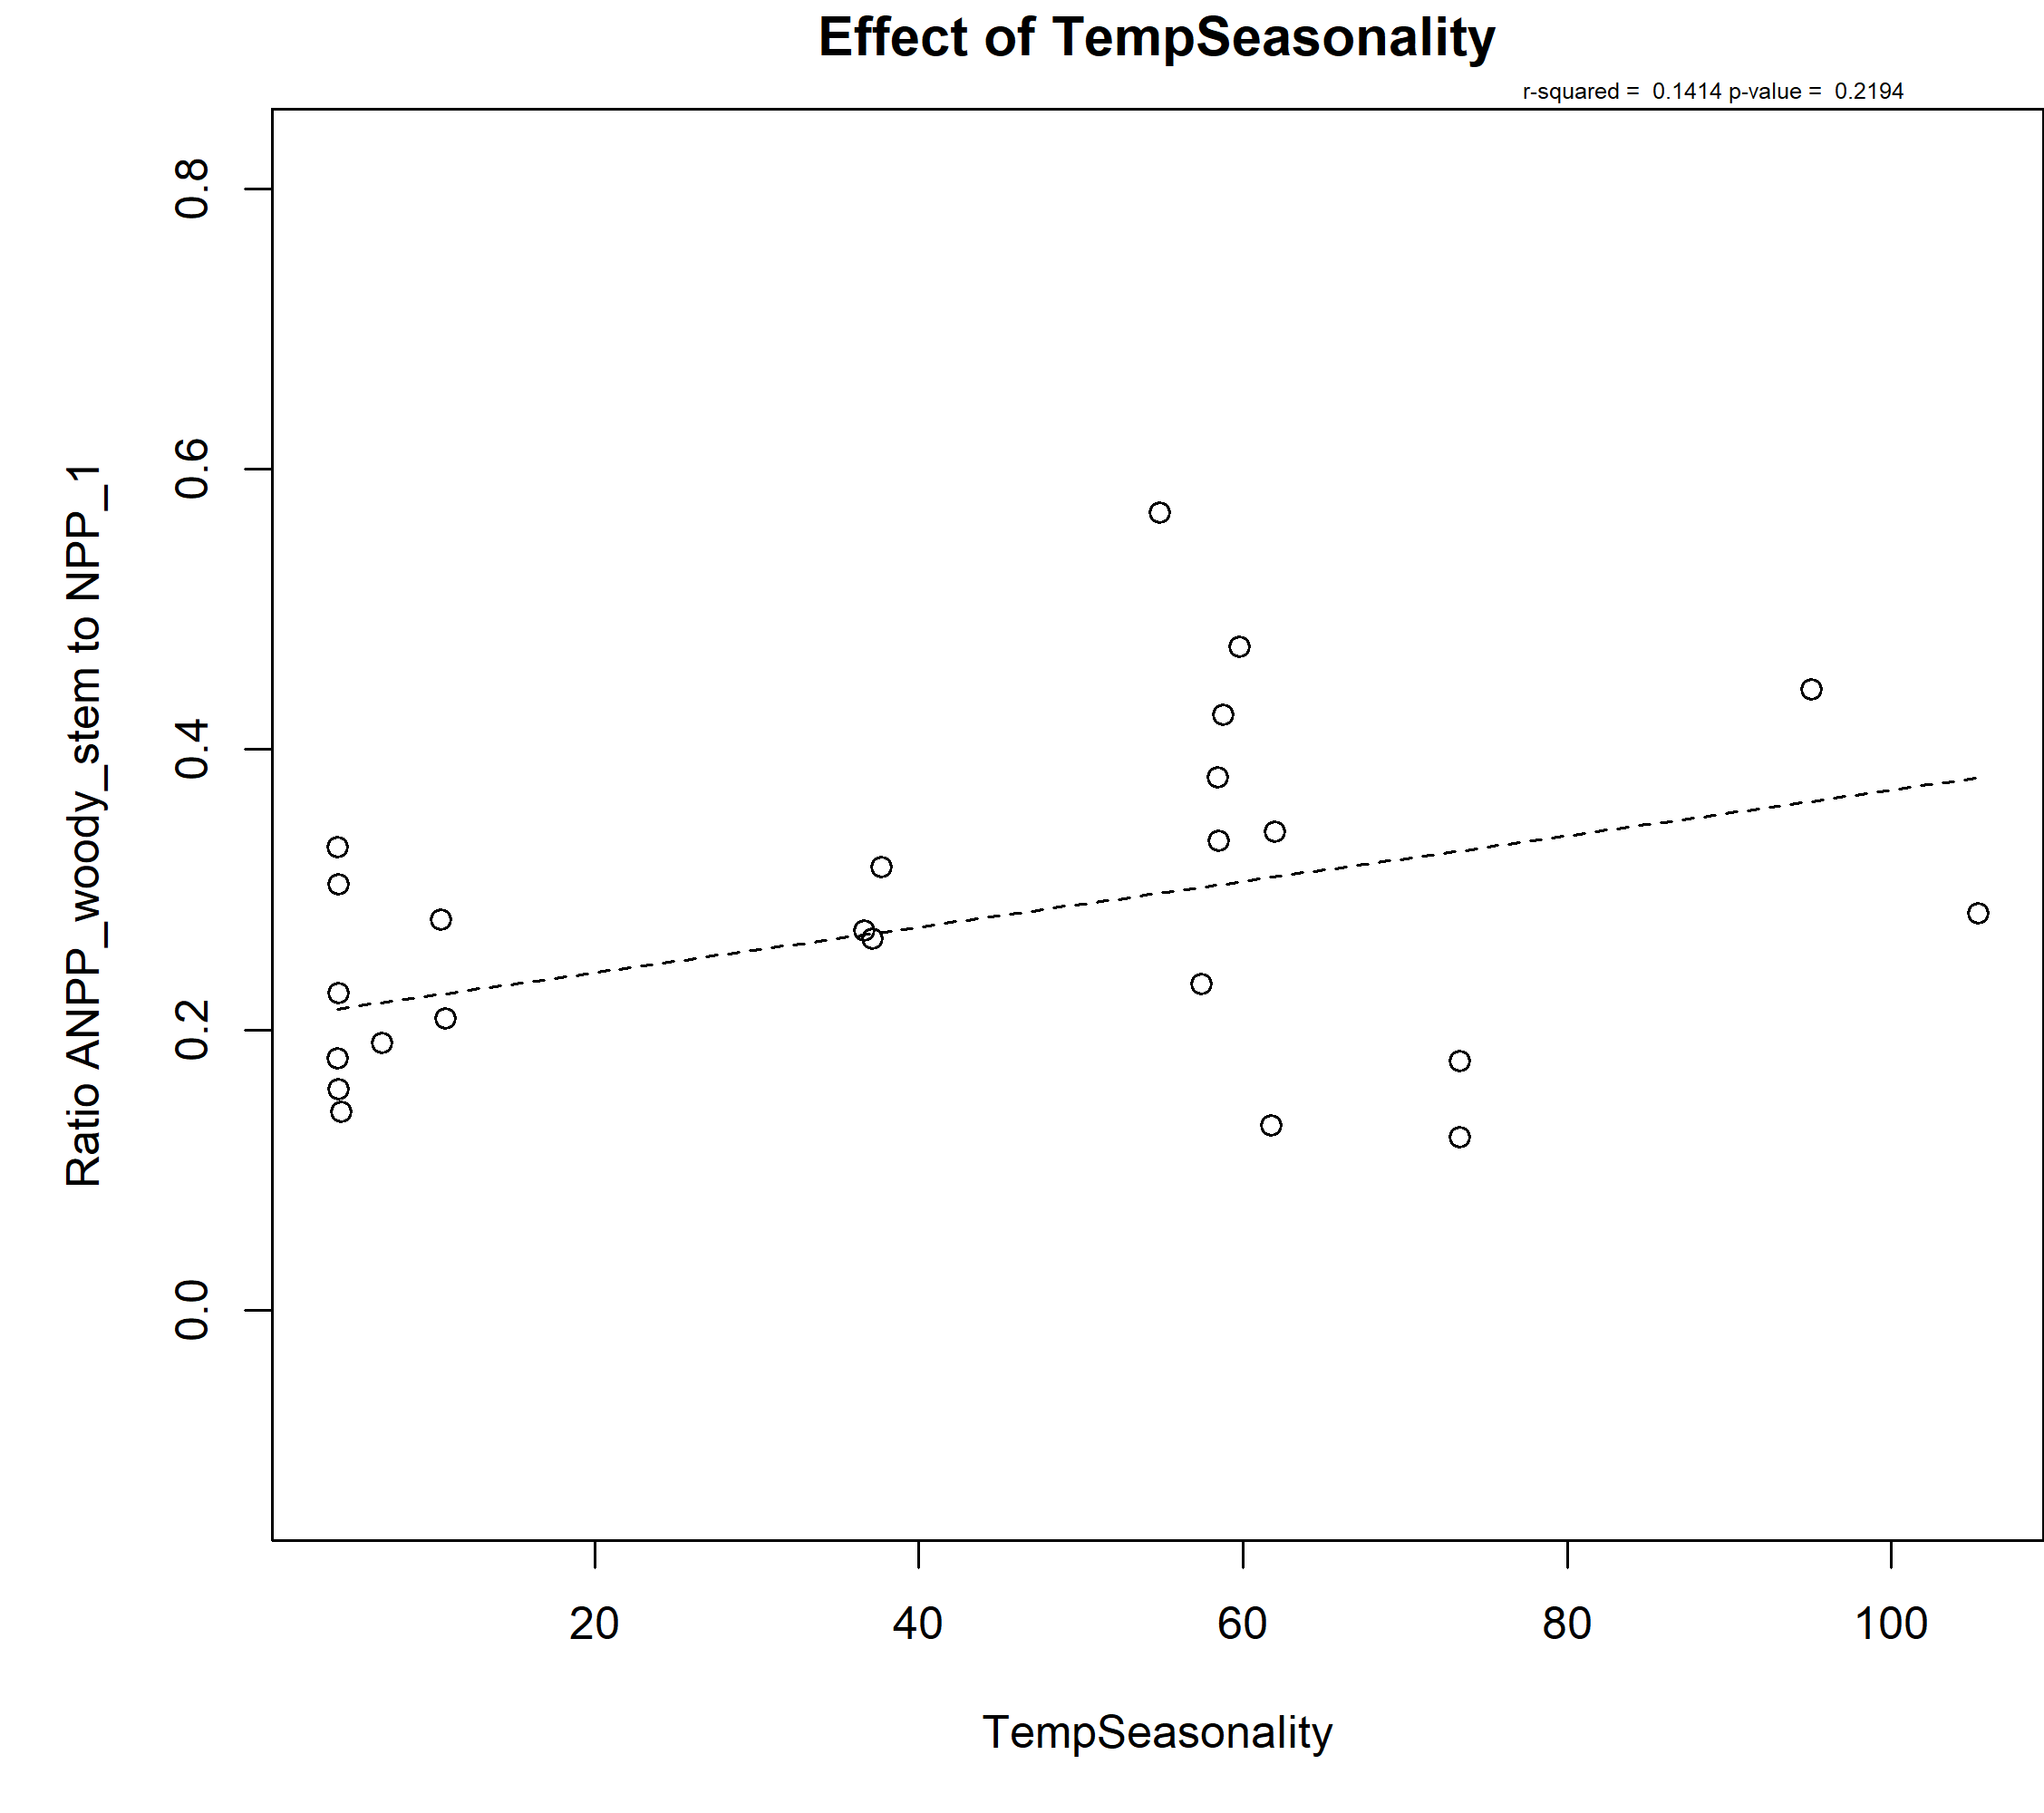 Effect of TempSeasonality
r-squared =  0.1414 p-value =  0.2194
Ratio ANPP_woody_stem to NPP_1
0.8
0.6
0.4
0.2
0.0
20 40 60 80 100
TempSeasonality